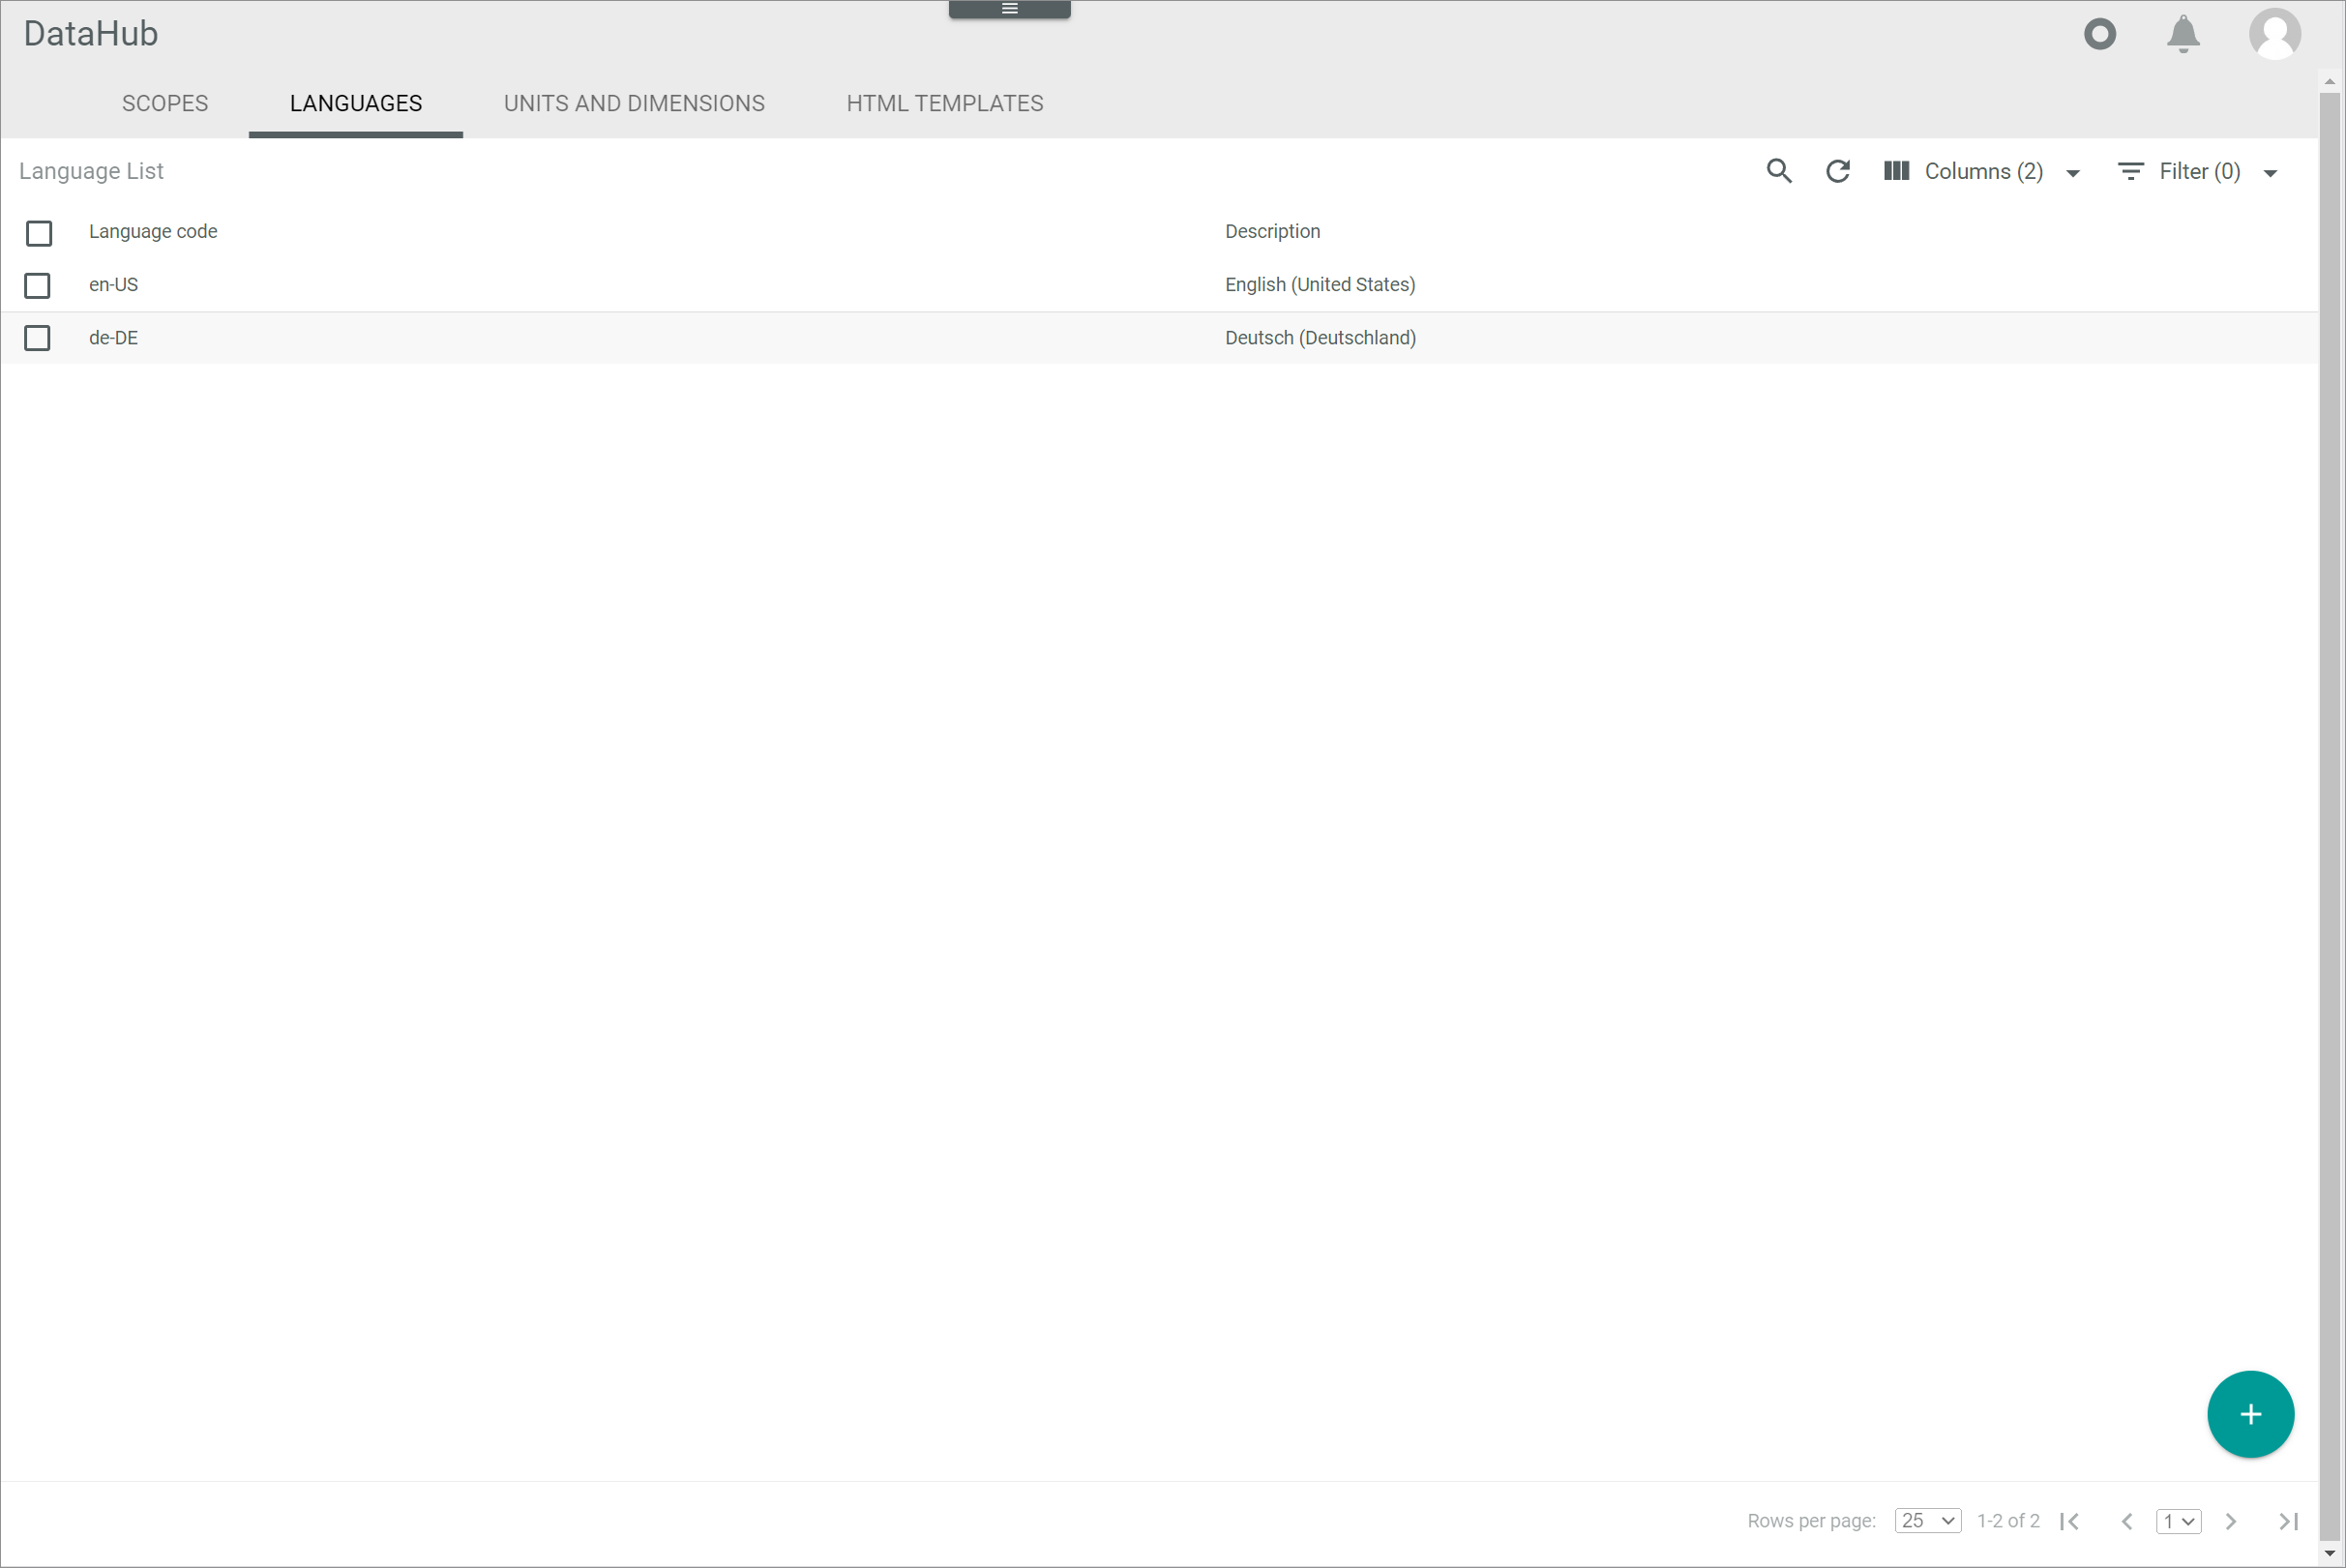 DataHub
SCOPES LANGUAGES UNITS AND DIMENSIONS HTML TEMPLATES
Language List Columns (2) Filter (0)
Language code Description
en-US English (United States)
de-DE Deutsch (Deutschland)
Rows per page: 25 1-2 of 2 1